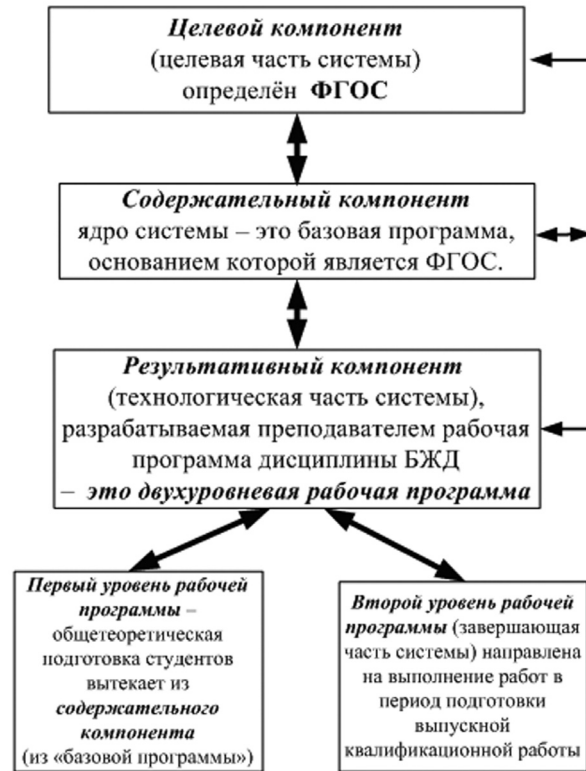 Целевой компонент
(целевая часть системы)
определён ФГОС
Содержательный компонент
ядро системы – это базовая программа,
основанием которой является ФГОС.
Результативный компонент
(технологическая часть системы),
разрабатываемая преподавателем рабочая
программа дисциплины БЖД
– это двухуровневая рабочая программа
Первый уровень рабочей
программы –
общетеоретическая
подготовка студентов
вытекает из
содержательного
компонента
(из «базовой программы»)
Второй уровень рабочей
программы (завершающая
часть системы) направлена
на выполнение работ в
период подготовки
выпускной
квалификационной работы